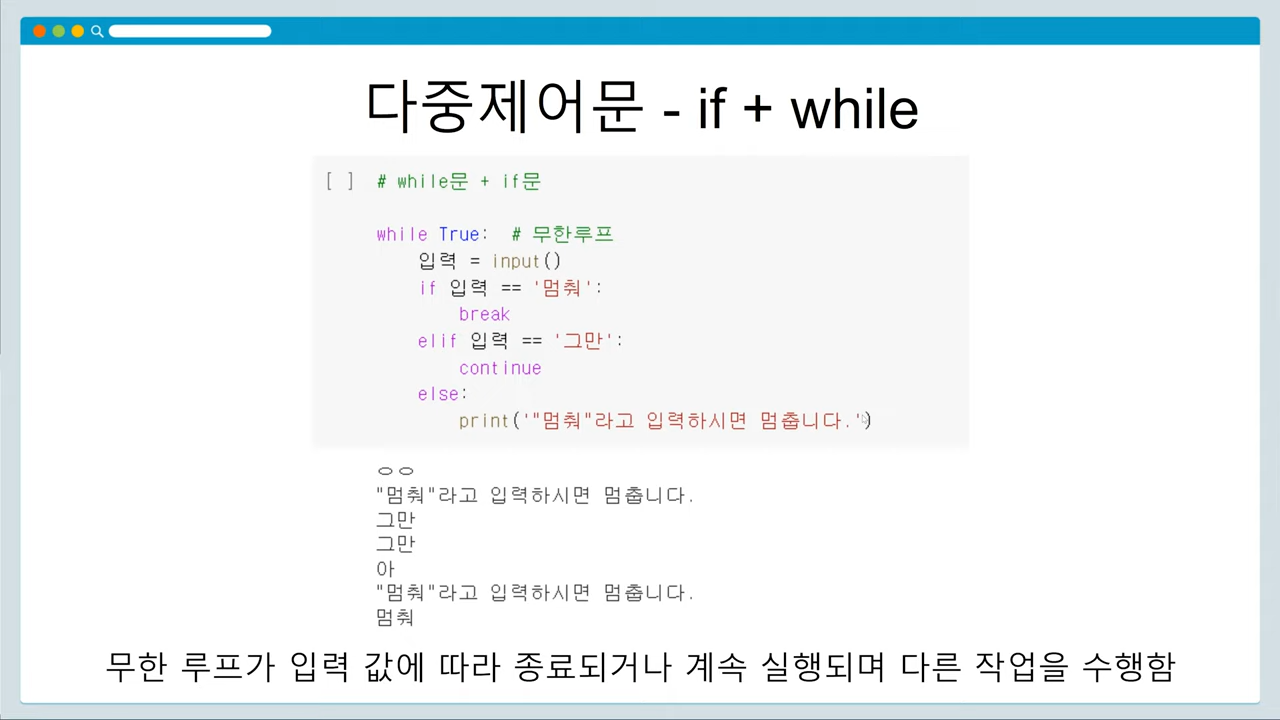 다중제어문 - if + while
[ ] # while문 + if문
while True: # 무한루프
입력 = input()
if 입력 == '멈춰':
break
elif 입력 == '그만':
continue
else:
print('"멈춰"라고 입력하시면 멈춥니다.')
ㅇㅇ
"멈춰"라고 입력하시면 멈춥니다.
그만
그만
아
"멈춰"라고 입력하시면 멈춥니다.
멈춰
무한 루프가 입력 값에 따라 종료되거나 계속 실행되며 다른 작업을 수행함